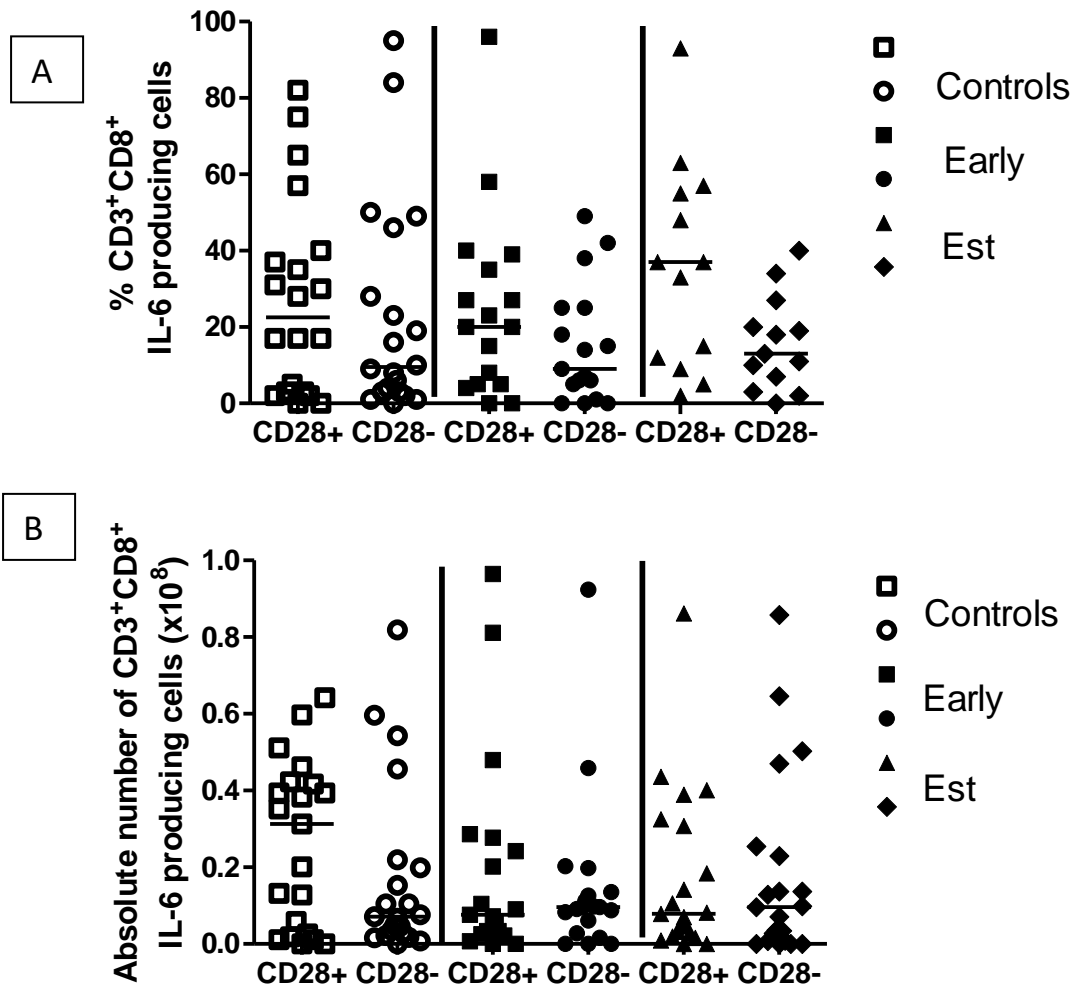 A
% CD3+CD8+
IL-6 producing cells
100
80
60
40
20
0
CD28+ CD28- CD28+ CD28- CD28+ CD28-
Controls
Early
Est
B
Absolute number of CD3+CD8+
IL-6 producing cells (x10⁸)
1.0
0.8
0.6
0.4
0.2
0.0
CD28+ CD28- CD28+ CD28- CD28+ CD28-
Controls
Early
Est